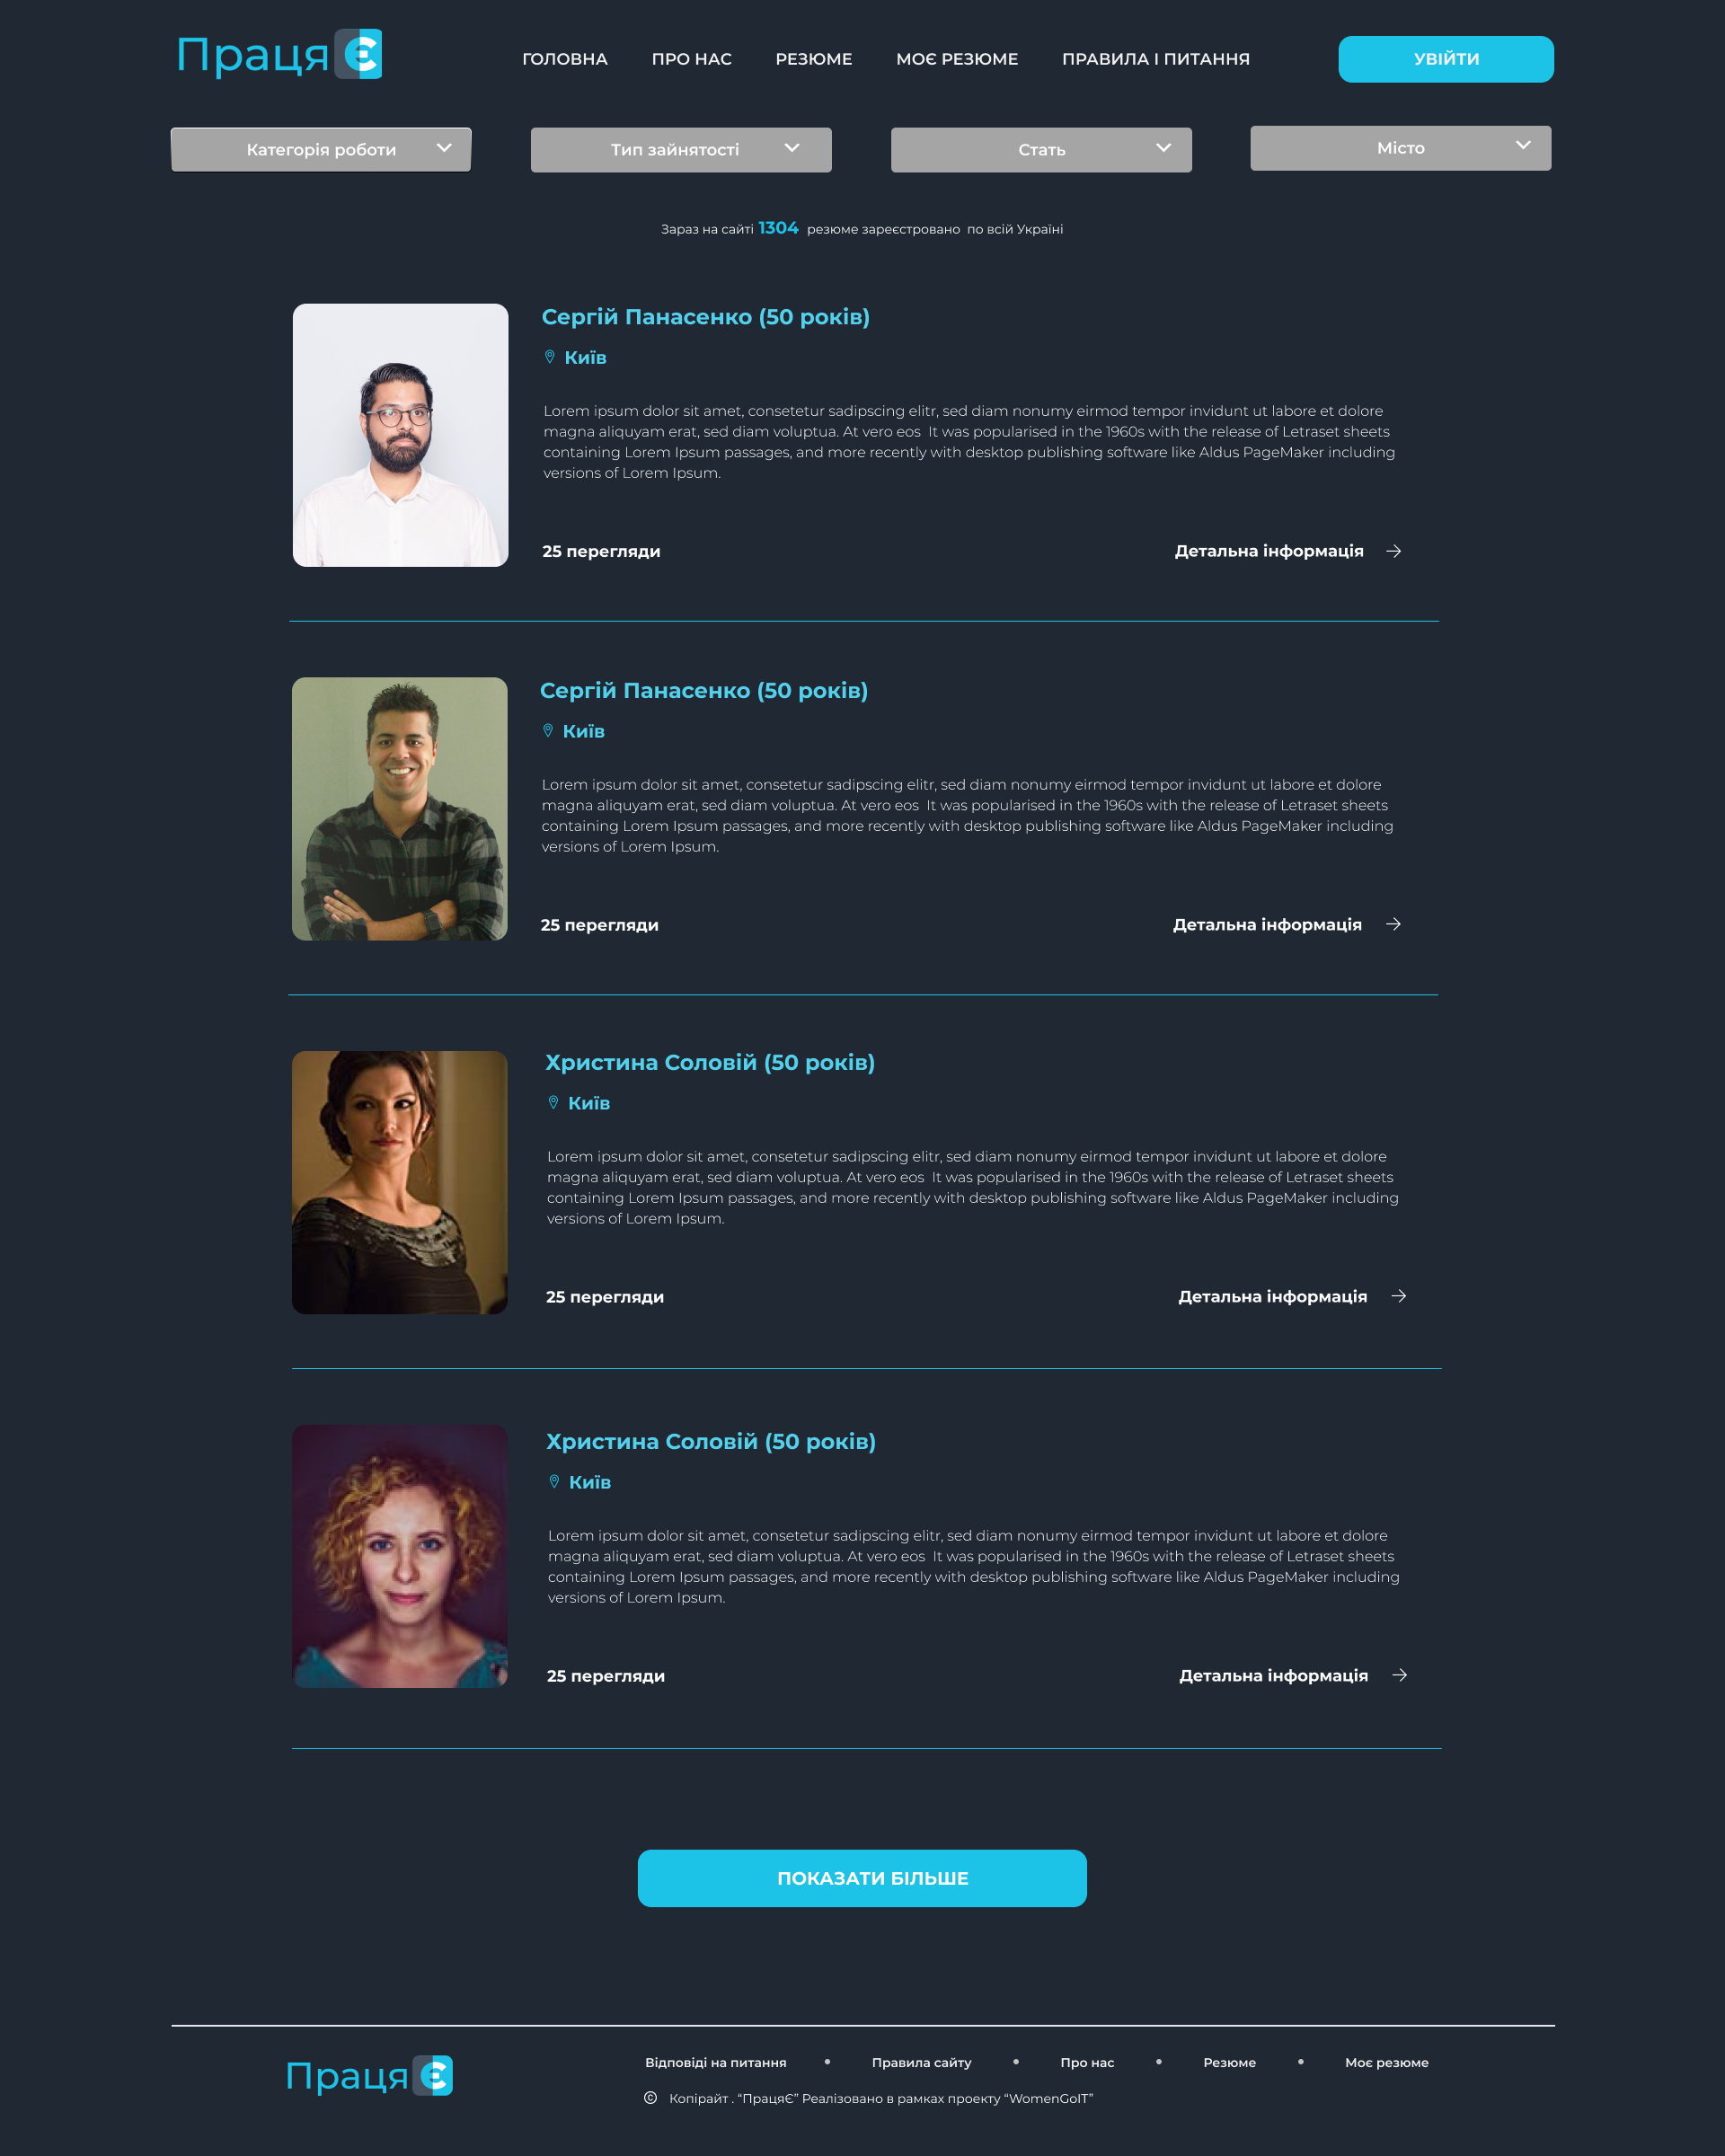 ПрацяЄ
ГОЛОВНА ПРО НАС РЕЗЮМЕ МОЄ РЕЗЮМЕ ПРАВИЛА І ПИТАННЯ УВІЙТИ
Категорія роботи Тип зайнятості Стать Місто
Зараз на сайті 1304 резюме зареєстровано по всій Україні
Сергій Панасенко (50 років)
Київ
Lorem ipsum dolor sit amet, consetetur sadipscing elitr, sed diam nonumy eirmod tempor invidunt ut labore et dolore
magna aliquyam erat, sed diam voluptua. At vero eos It was popularised in the 1960s with the release of Letraset sheets
containing Lorem Ipsum passages, and more recently with desktop publishing software like Aldus PageMaker including
versions of Lorem Ipsum.
25 перегляди Детальна інформація
Сергій Панасенко (50 років)
Київ
Lorem ipsum dolor sit amet, consetetur sadipscing elitr, sed diam nonumy eirmod tempor invidunt ut labore et dolore
magna aliquyam erat, sed diam voluptua. At vero eos It was popularised in the 1960s with the release of Letraset sheets
containing Lorem Ipsum passages, and more recently with desktop publishing software like Aldus PageMaker including
versions of Lorem Ipsum.
25 перегляди Детальна інформація
Христина Соловій (50 років)
Київ
Lorem ipsum dolor sit amet, consetetur sadipscing elitr, sed diam nonumy eirmod tempor invidunt ut labore et dolore
magna aliquyam erat, sed diam voluptua. At vero eos It was popularised in the 1960s with the release of Letraset sheets
containing Lorem Ipsum passages, and more recently with desktop publishing software like Aldus PageMaker including
versions of Lorem Ipsum.
25 перегляди Детальна інформація
Христина Соловій (50 років)
Київ
Lorem ipsum dolor sit amet, consetetur sadipscing elitr, sed diam nonumy eirmod tempor invidunt ut labore et dolore
magna aliquyam erat, sed diam voluptua. At vero eos It was popularised in the 1960s with the release of Letraset sheets
containing Lorem Ipsum passages, and more recently with desktop publishing software like Aldus PageMaker including
versions of Lorem Ipsum.
25 перегляди Детальна інформація
ПОКАЗАТИ БІЛЬШЕ
ПрацяЄ
Відповіді на питання • Правила сайту • Про нас • Резюме • Моє резюме
© Копірайт . “ПрацяЄ” Реалізовано в рамках проекту “WomenGoIT”